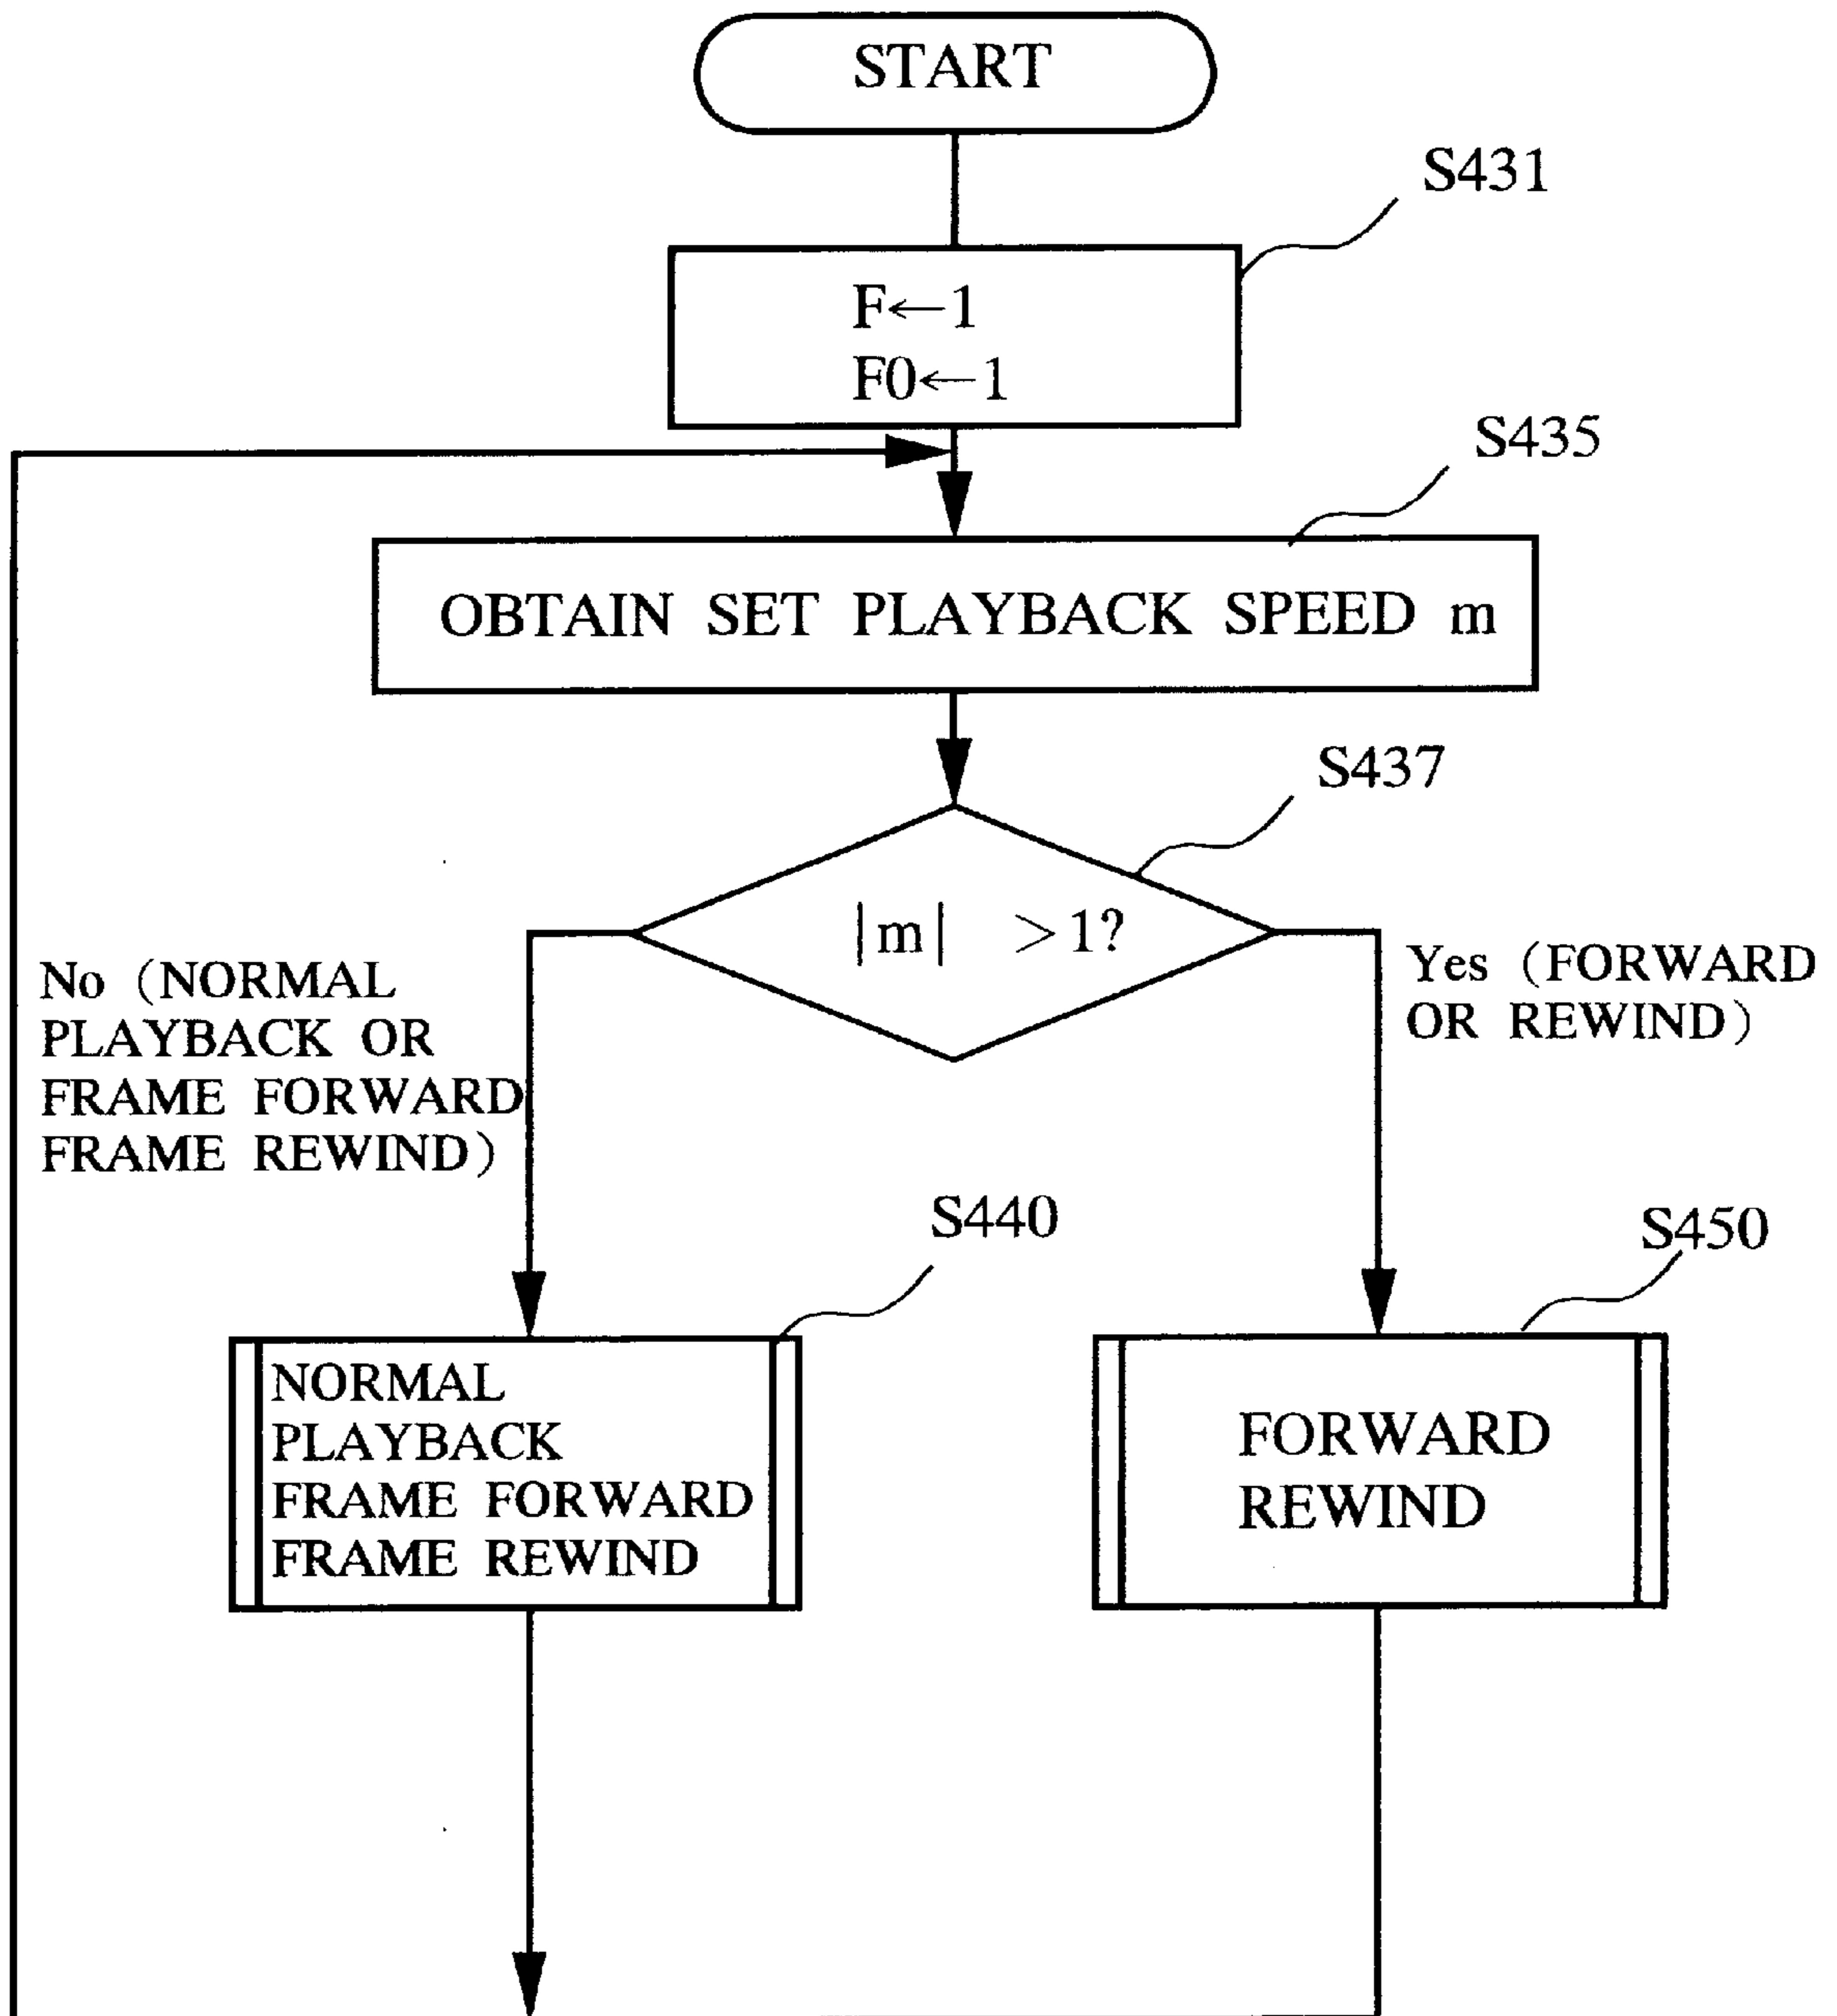 START
S431
F←1
F0←1
S435
OBTAIN SET PLAYBACK SPEED m
S437
|m| >1?
No (NORMAL
PLAYBACK OR
FRAME FORWARD
FRAME REWIND)
Yes (FORWARD
OR REWIND)
S440
S450
NORMAL
PLAYBACK
FRAME FORWARD
FRAME REWIND
FORWARD
REWIND